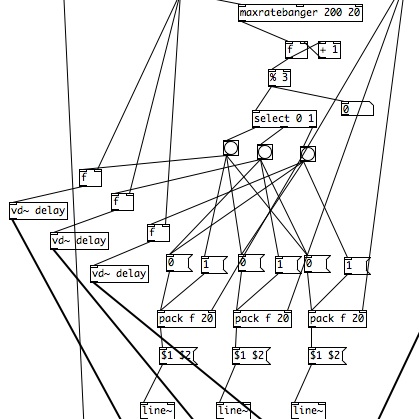 maxratebanger 200 20
f
+ 1
% 3
0
select 0 1
f
f
vd~ delay
f
vd~ delay
vd~ delay
0
1
0
1
0
1
pack f 20
pack f 20
pack f 20
$1 $2
$1 $2
$1 $2
line~
line~
line~